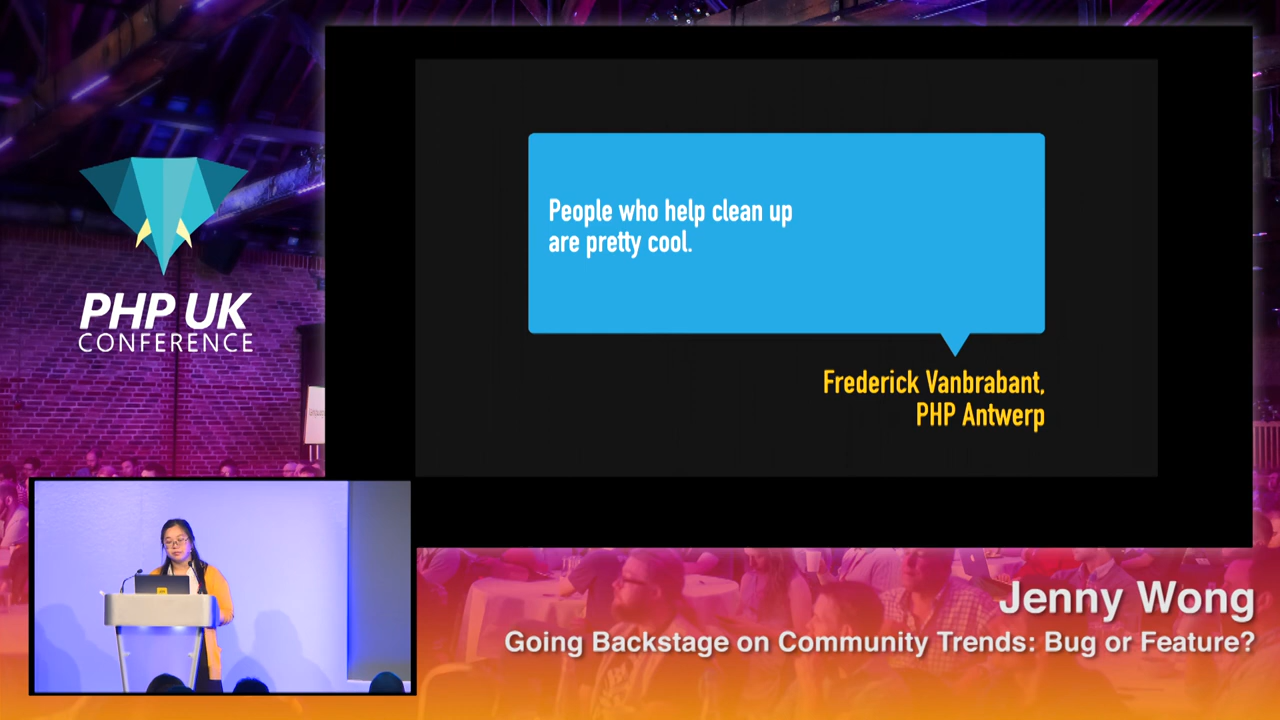 People who help clean up
are pretty cool.
Frederick Vanbrabant,
PHP Antwerp
PHP UK
CONFERENCE
Jenny Wong
Going Backstage on Community Trends: Bug or Feature?